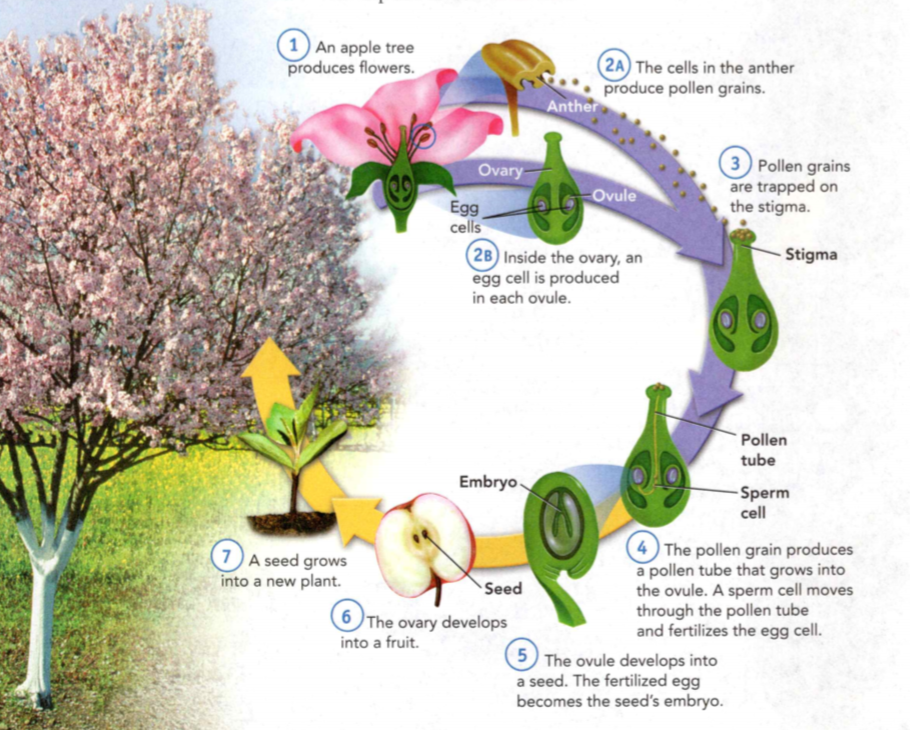 1 An apple tree
produces flowers.
2A The cells in the anther
produce pollen grains.
Anther
3 Pollen grains
are trapped on
the stigma.
Ovary
Ovule
Egg
cells
2B Inside the ovary, an
egg cell is produced
in each ovule.
Stigma
Pollen
tube
Sperm
cell
Embryo
4 The pollen grain produces
a pollen tube that grows into
the ovule. A sperm cell moves
through the pollen tube
and fertilizes the egg cell.
7 A seed grows
into a new plant.
Seed
6 The ovary develops
into a fruit.
5 The ovule develops into
a seed. The fertilized egg
becomes the seed's embryo.